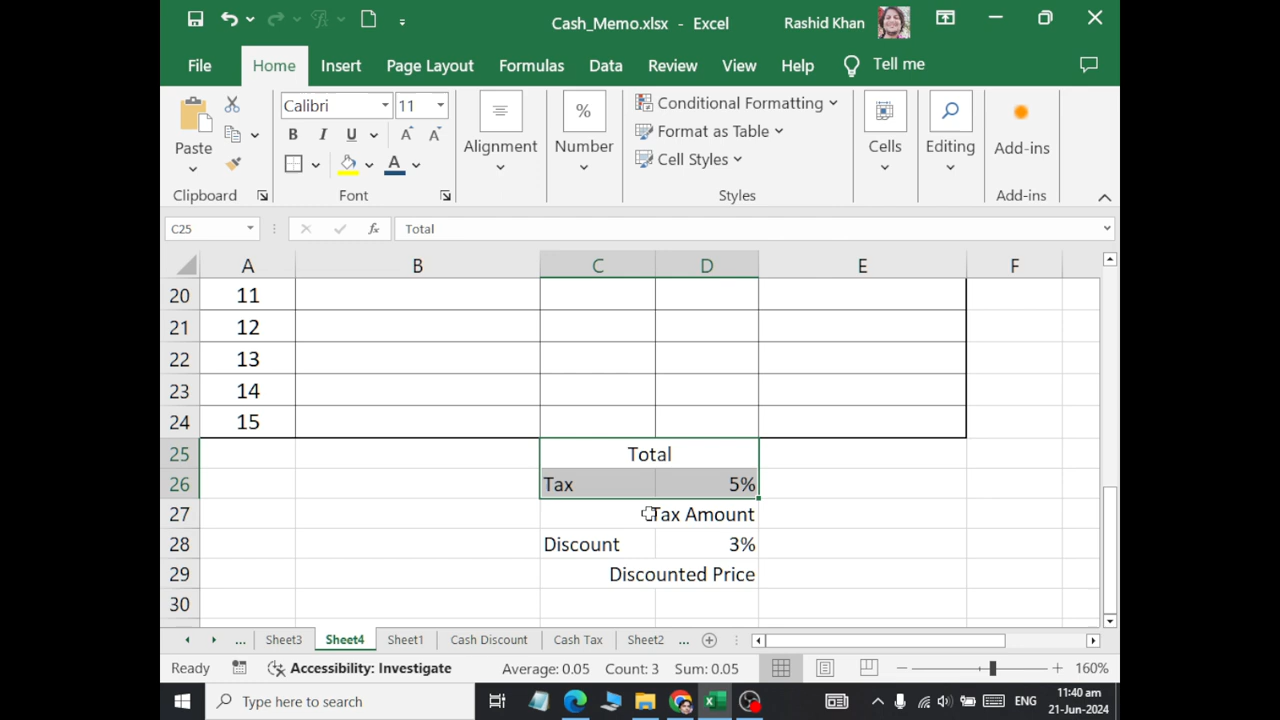 Cash_Memo.xlsx - Excel
Rashid Khan
File Home Insert Page Layout Formulas Data Review View Help Tell me
Calibri 11
Paste
B I U A A
A
Alignment
%
Number
Conditional Formatting
Format as Table
Cell Styles
Cells
Editing
Add-ins
Clipboard Font Styles Add-ins
C25 fx Total
A B C D E F
20 11
21 12
22 13
23 14
24 15
25 Total
26 Tax 5%
27 Tax Amount
28 Discount 3%
29 Discounted Price
30
... Sheet3 Sheet4 Sheet1 Cash Discount Cash Tax Sheet2 ...
Ready Accessibility: Investigate Average: 0.05 Count: 3 Sum: 0.05 160%
Type here to search ENG 11:40 am
21-Jun-2024